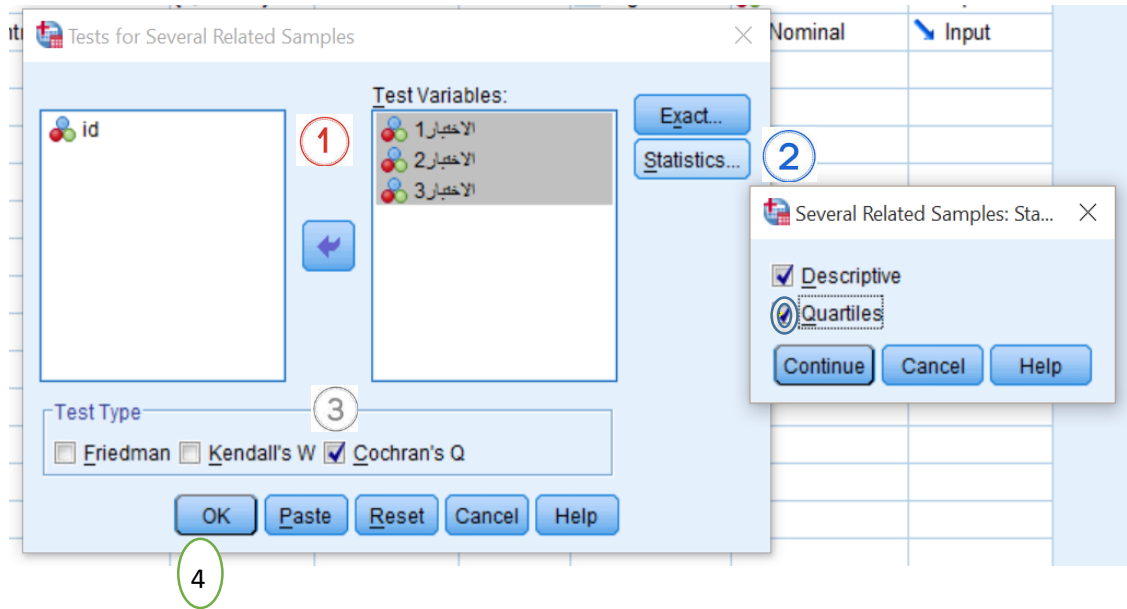 Tests for Several Related Samples
Nominal
Input
Test Variables:
id
1
الاختبار1
الاختبار2
الاختبار3
Exact...
Statistics...
2
Several Related Samples: Sta...
Descriptive
Quartiles
Continue Cancel Help
Test Type
3
Friedman Kendall's W Cochran's Q
OK Paste Reset Cancel Help
4